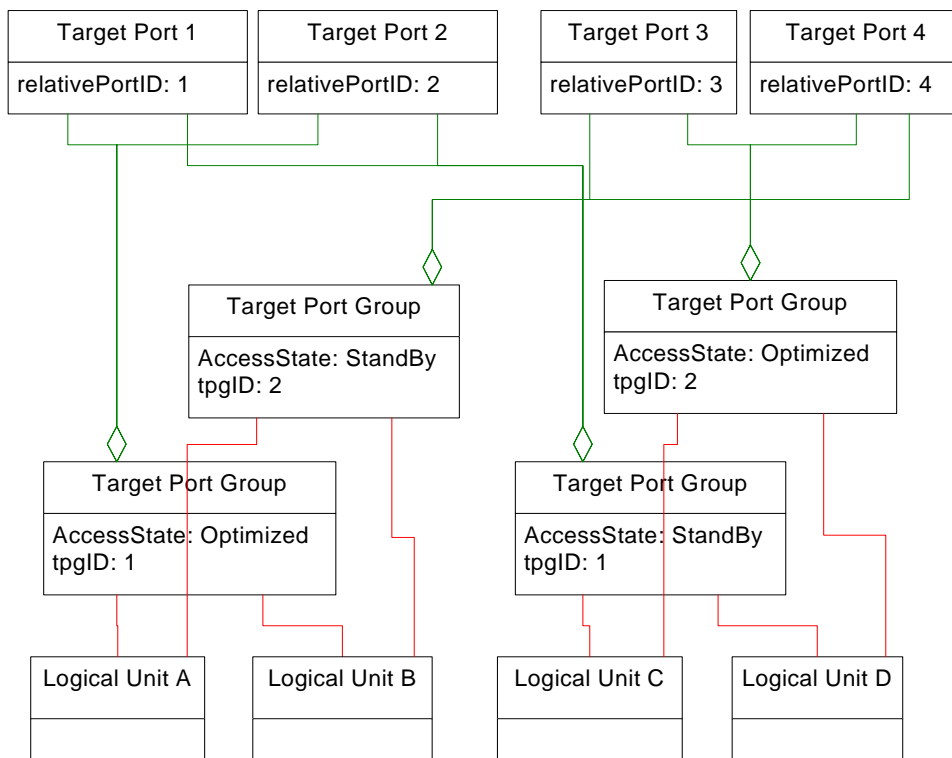 Target Port 1
relativePortID: 1
Target Port 2
relativePortID: 2
Target Port 3
relativePortID: 3
Target Port 4
relativePortID: 4
Target Port Group
AccessState: StandBy
tpgID: 2
Target Port Group
AccessState: Optimized
tpgID: 2
Target Port Group
AccessState: Optimized
tpgID: 1
Target Port Group
AccessState: StandBy
tpgID: 1
Logical Unit A
Logical Unit B
Logical Unit C
Logical Unit D